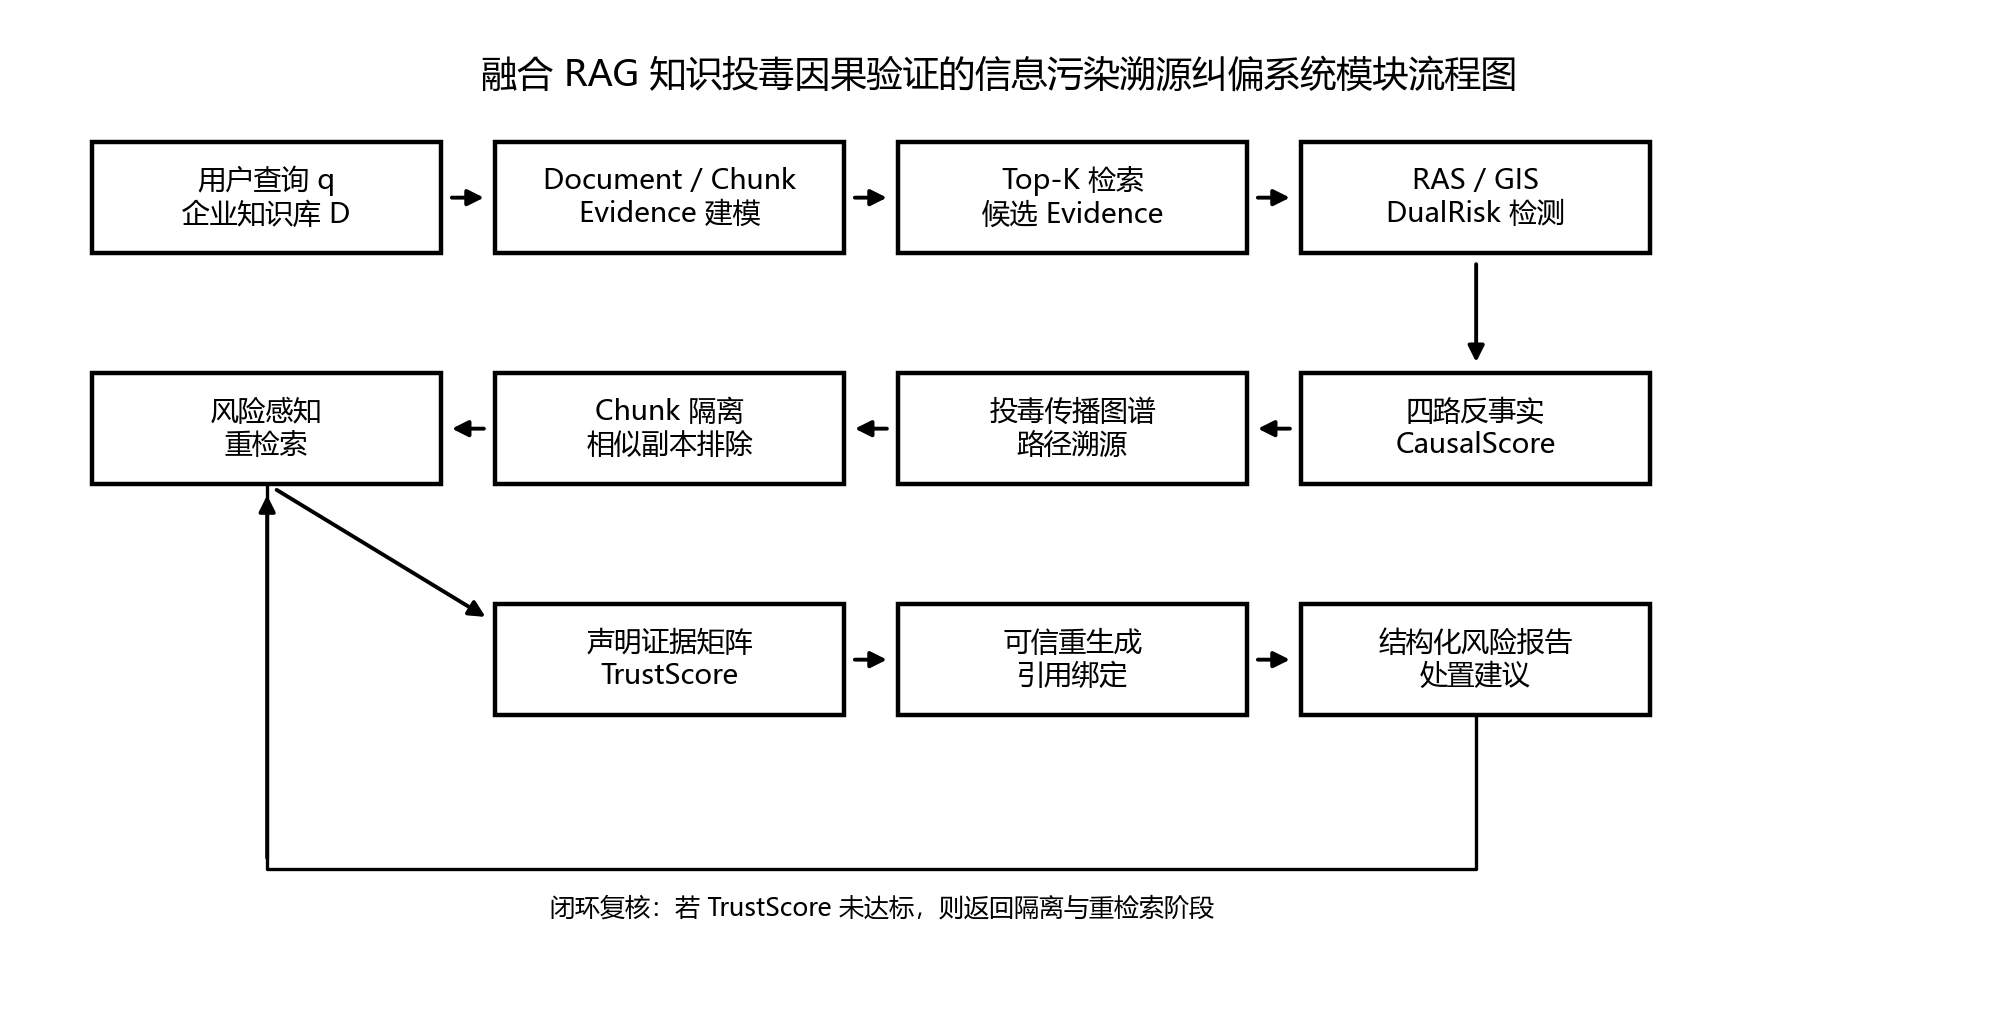 融合 RAG 知识投毒因果验证的信息污染溯源纠偏系统模块流程图
用户查询 q
企业知识库 D
Document / Chunk
Evidence 建模
Top-K 检索
候选 Evidence
RAS / GIS
DualRisk 检测
风险感知
重检索
Chunk 隔离
相似副本排除
投毒传播图谱
路径溯源
四路反事实
CausalScore
声明证据矩阵
TrustScore
可信重生成
引用绑定
结构化风险报告
处置建议
闭环复核：若 TrustScore 未达标，则返回隔离与重检索阶段